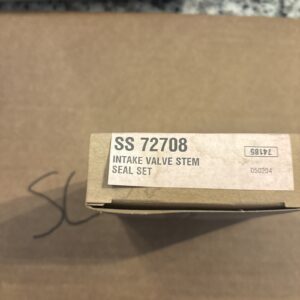 SS 72708
INTAKE VALVE STEM
SEAL SET
74185
050204